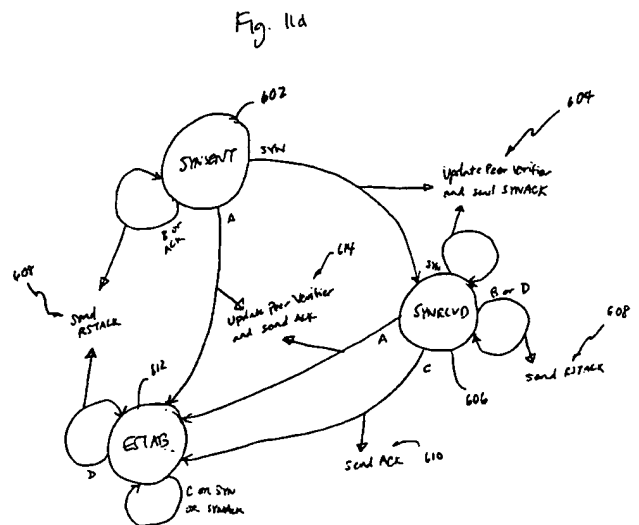 Fig. 11d
602
SYNSENT
SYN
604
Update Peer Verifier
and send SYNACK
B or
ACK
A
608
Send
RSTACK
614
Update Peer Verifier
and send ACK
SYN
B or D
SYNRCVD
A
C
608
send RSTACK
606
612
ESTAB
D
send ACK
610
C or SYN
or SYNACK